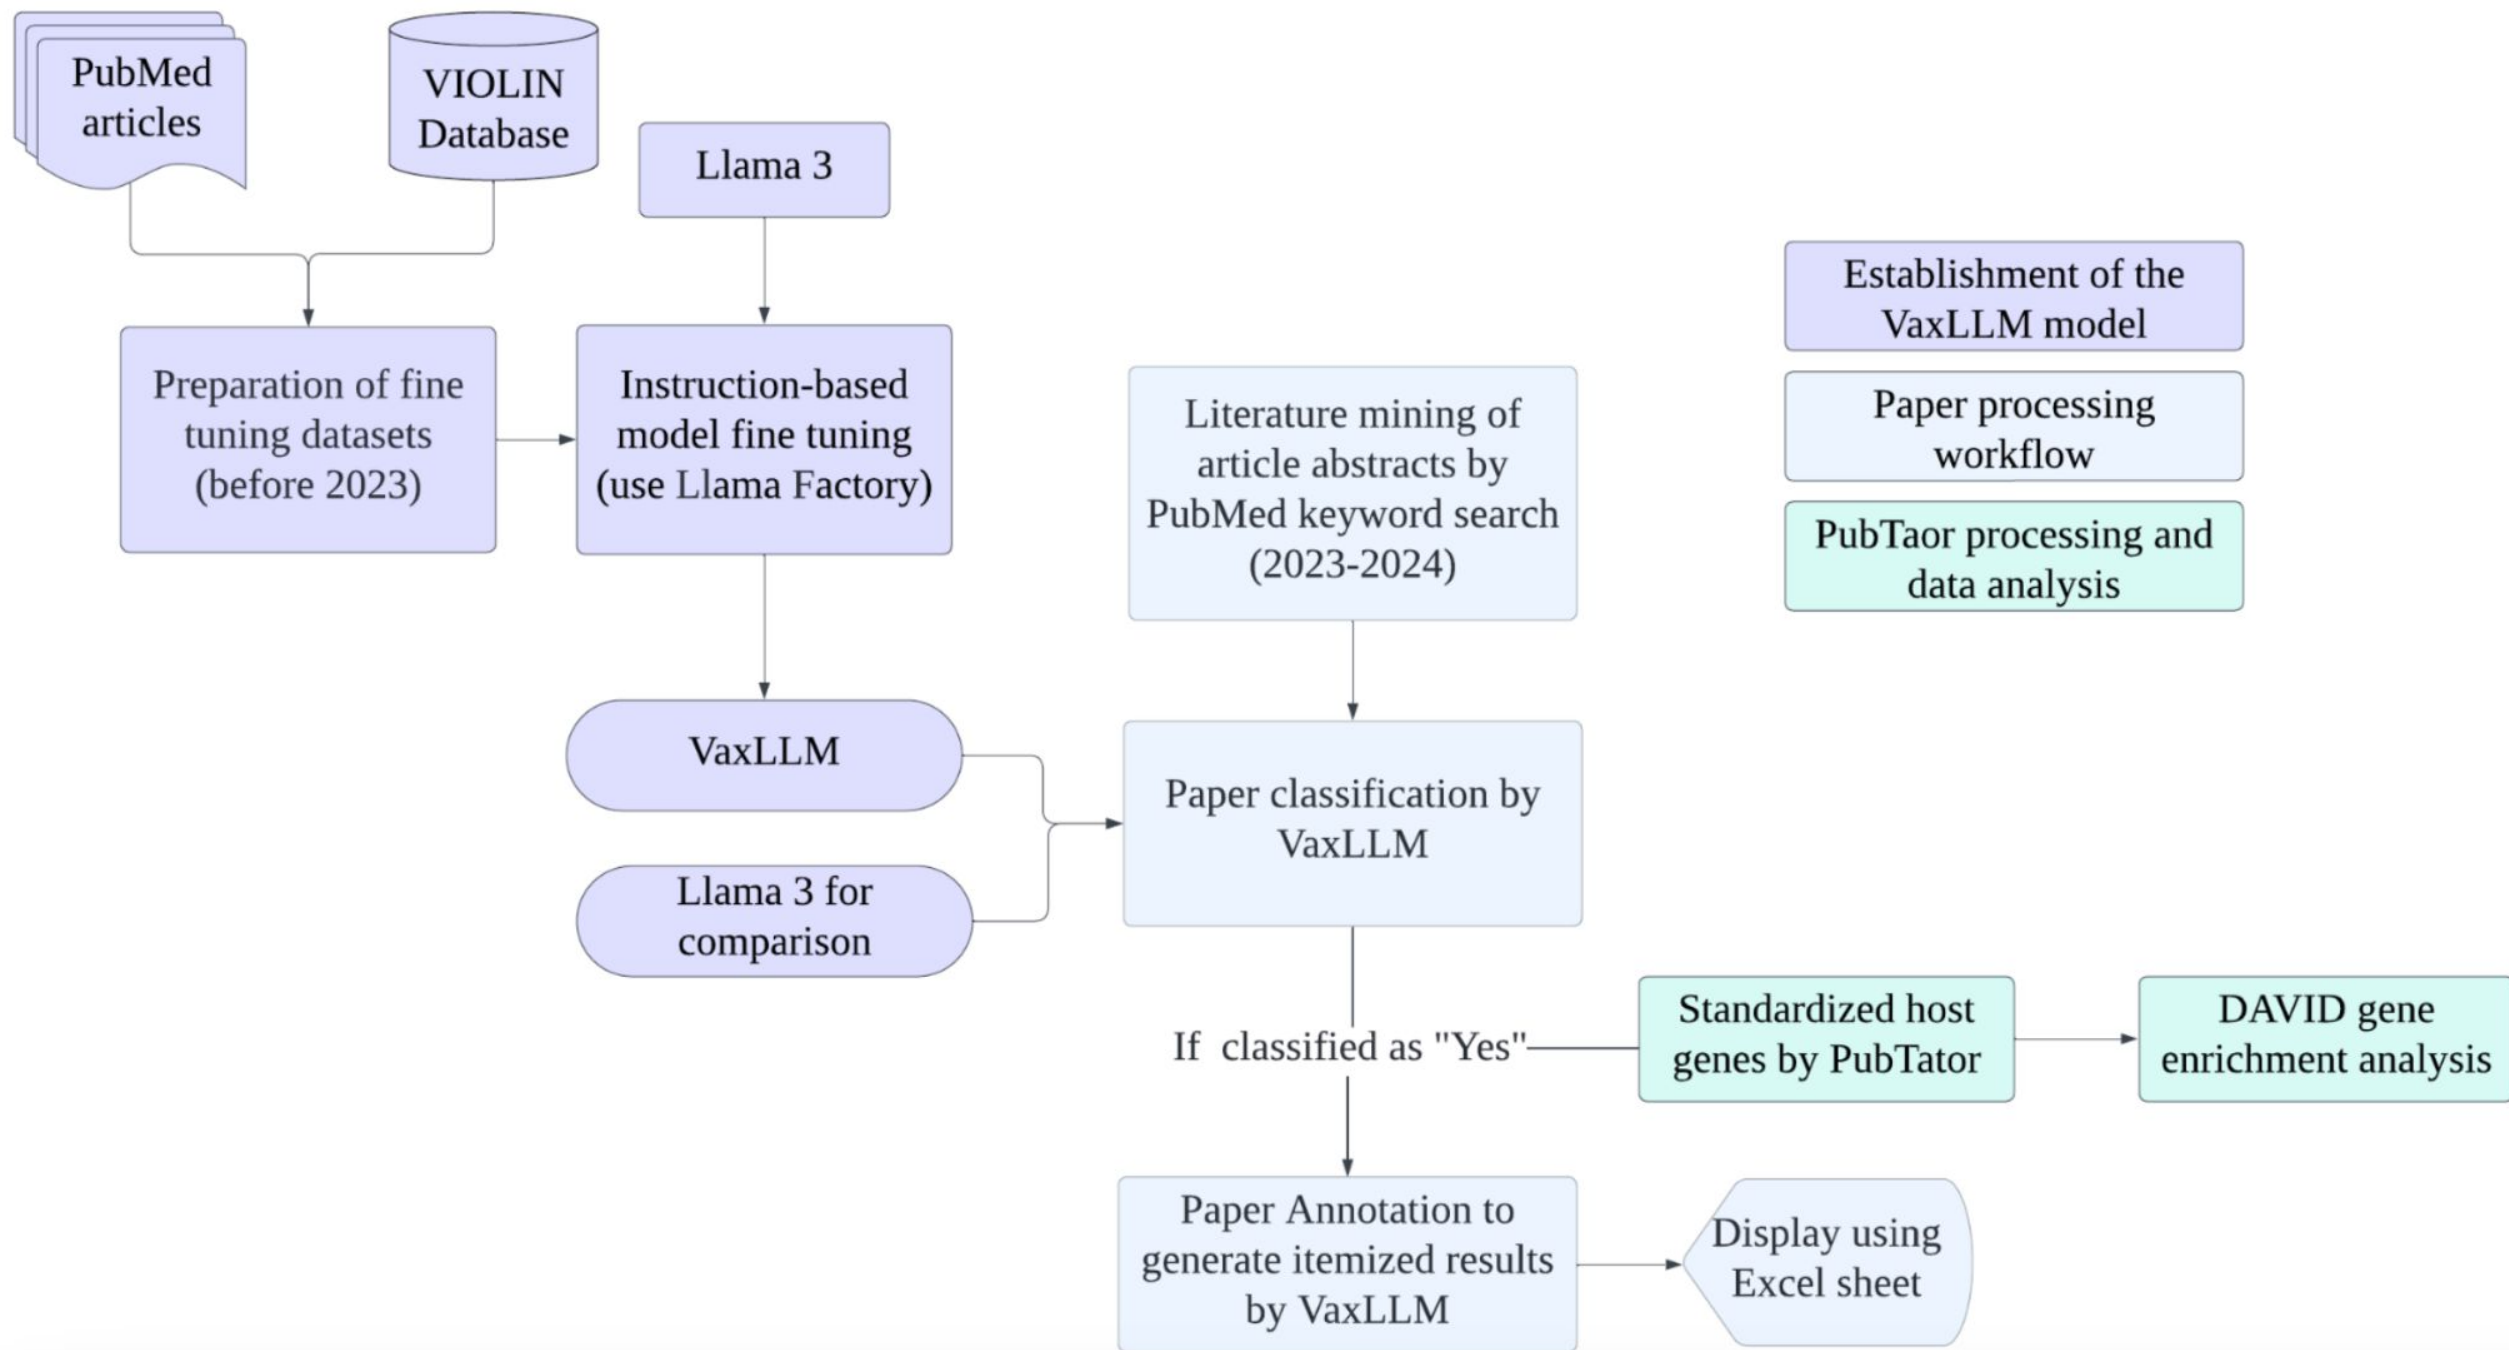 PubMed
articles
VIOLIN
Database
Llama 3
Preparation of fine
tuning datasets
(before 2023)
Instruction-based
model fine tuning
(use Llama Factory)
Literature mining of
article abstracts by
PubMed keyword search
(2023-2024)
Establishment of the
VaxLLM model
Paper processing
workflow
PubTaor processing and
data analysis
VaxLLM
Llama 3 for
comparison
Paper classification by
VaxLLM
If  classified as "Yes"
Standardized host
genes by PubTator
DAVID gene
enrichment analysis
Paper Annotation to
generate itemized results
by VaxLLM
Display using
Excel sheet